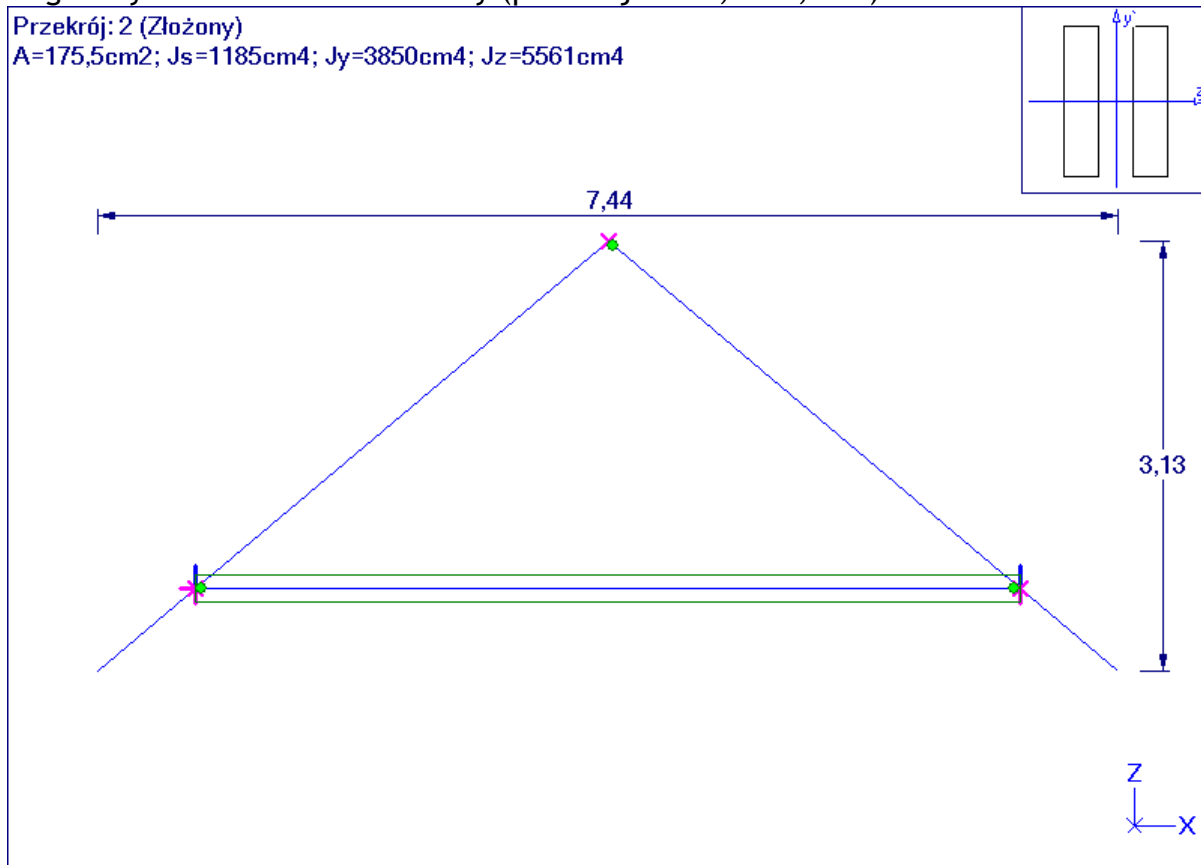 Przekrój: 2 (Złożony)
A=175,5cm2; Js=1185cm4; Jy=3850cm4; Jz=5561cm4
y`
z
7,44
3,13
Z
X